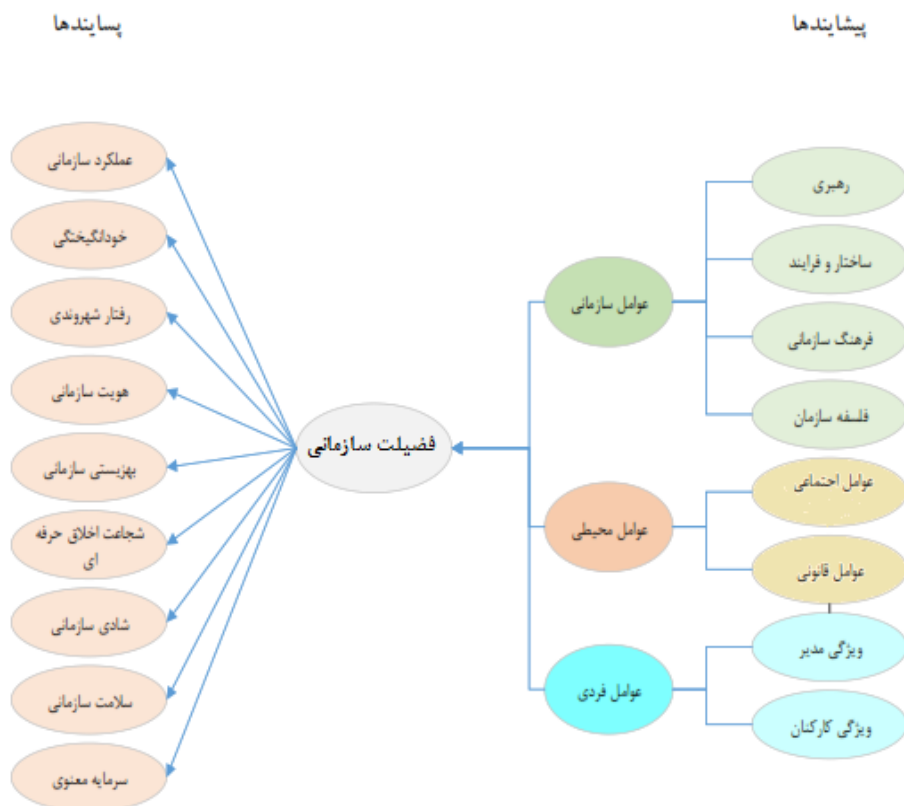 پیشایندها
پسایندها
رهبری
ساختار و فرایند
فرهنگ سازمانی
فلسفه سازمان
عوامل اجتماعی
عوامل قانونی
ویژگی مدیر
ویژگی کارکنان
عوامل سازمانی
عوامل محیطی
عوامل فردی
فضیلت سازمانی
عملکرد سازمانی
خودانگیختگی
رفتار شهروندی
هویت سازمانی
بهزیستی سازمانی
شجاعت اخلاق حرفه
ای
شادی سازمانی
سلامت سازمانی
سرمایه معنوی